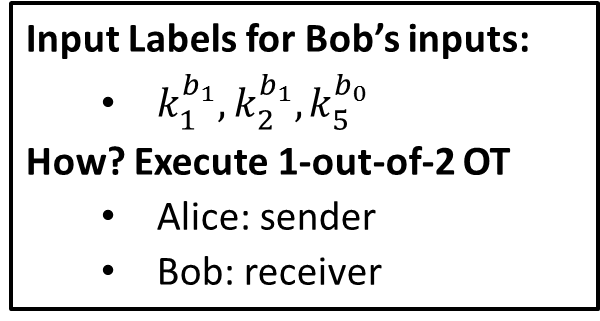 Input Labels for Bob's inputs:
• $k_1^{b_1}, k_2^{b_1}, k_5^{b_0}$
How? Execute 1-out-of-2 OT
• Alice: sender
• Bob: receiver